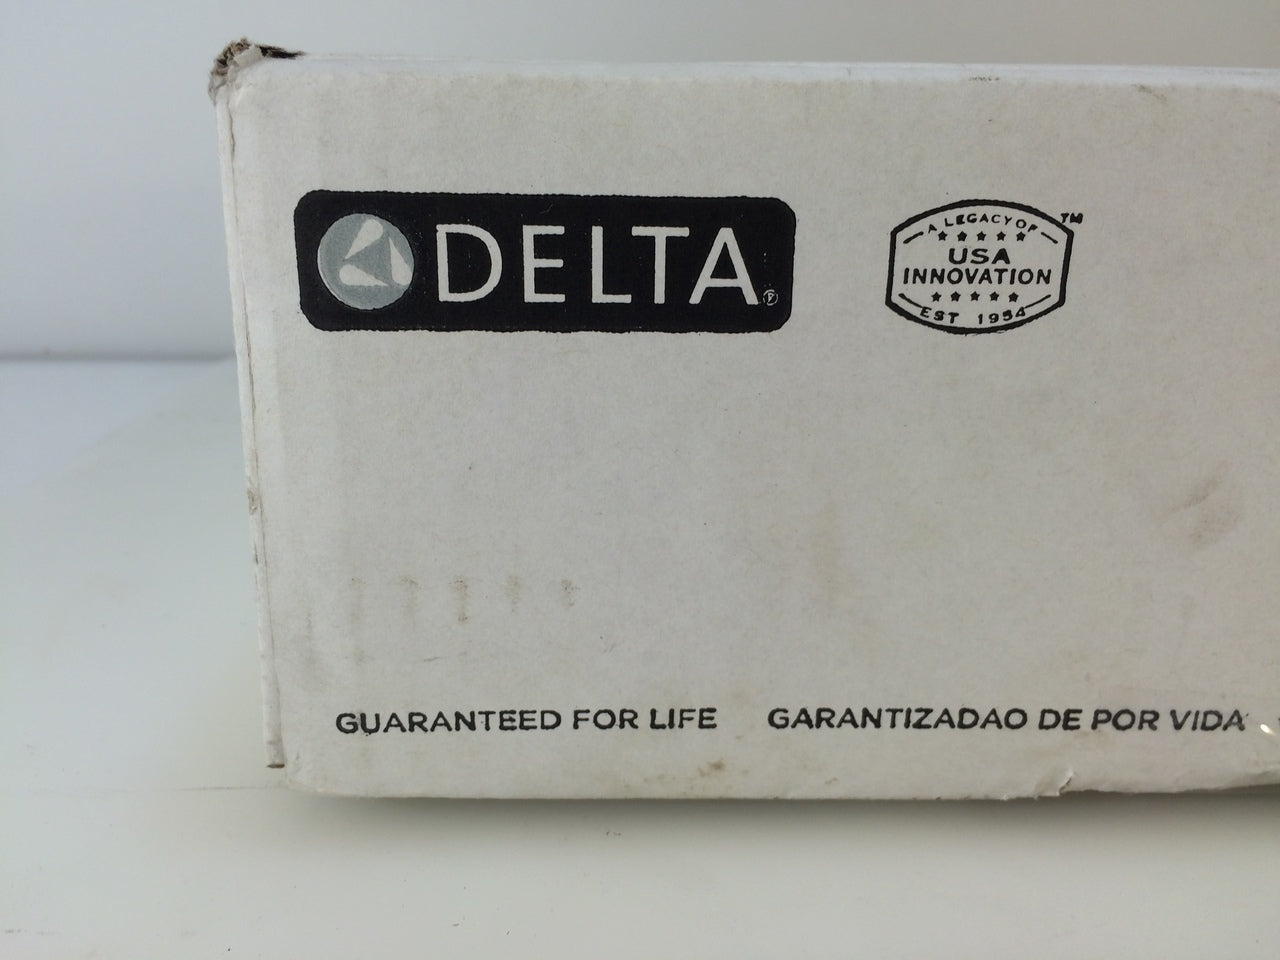 DELTA®
A LEGACY OF
USA
INNOVATION
EST 1954
TM
GUARANTEED FOR LIFE
GARANTIZADAO DE POR VIDA